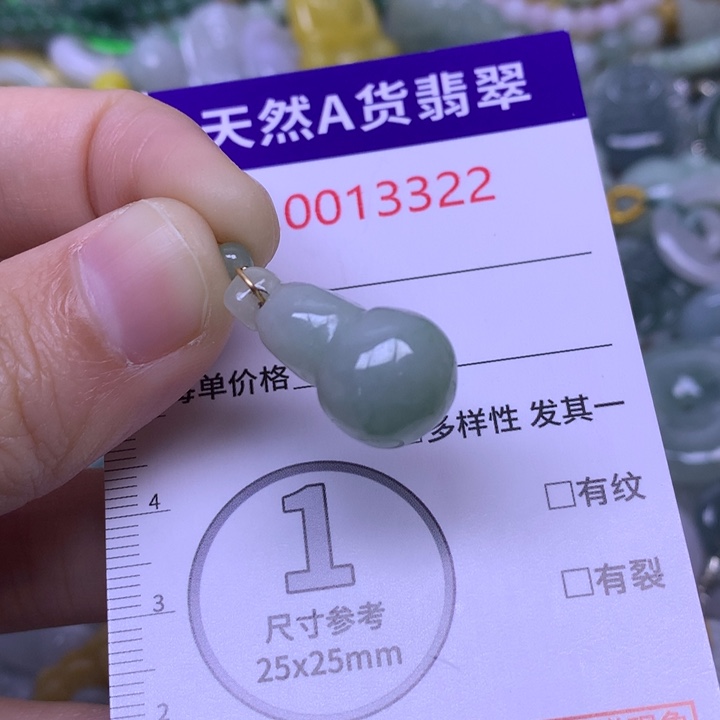 天然A货翡翠
0013322
每单价格
多样性 发其一
□有纹
□有裂
1
尺寸参考
25x25mm
4
3
2